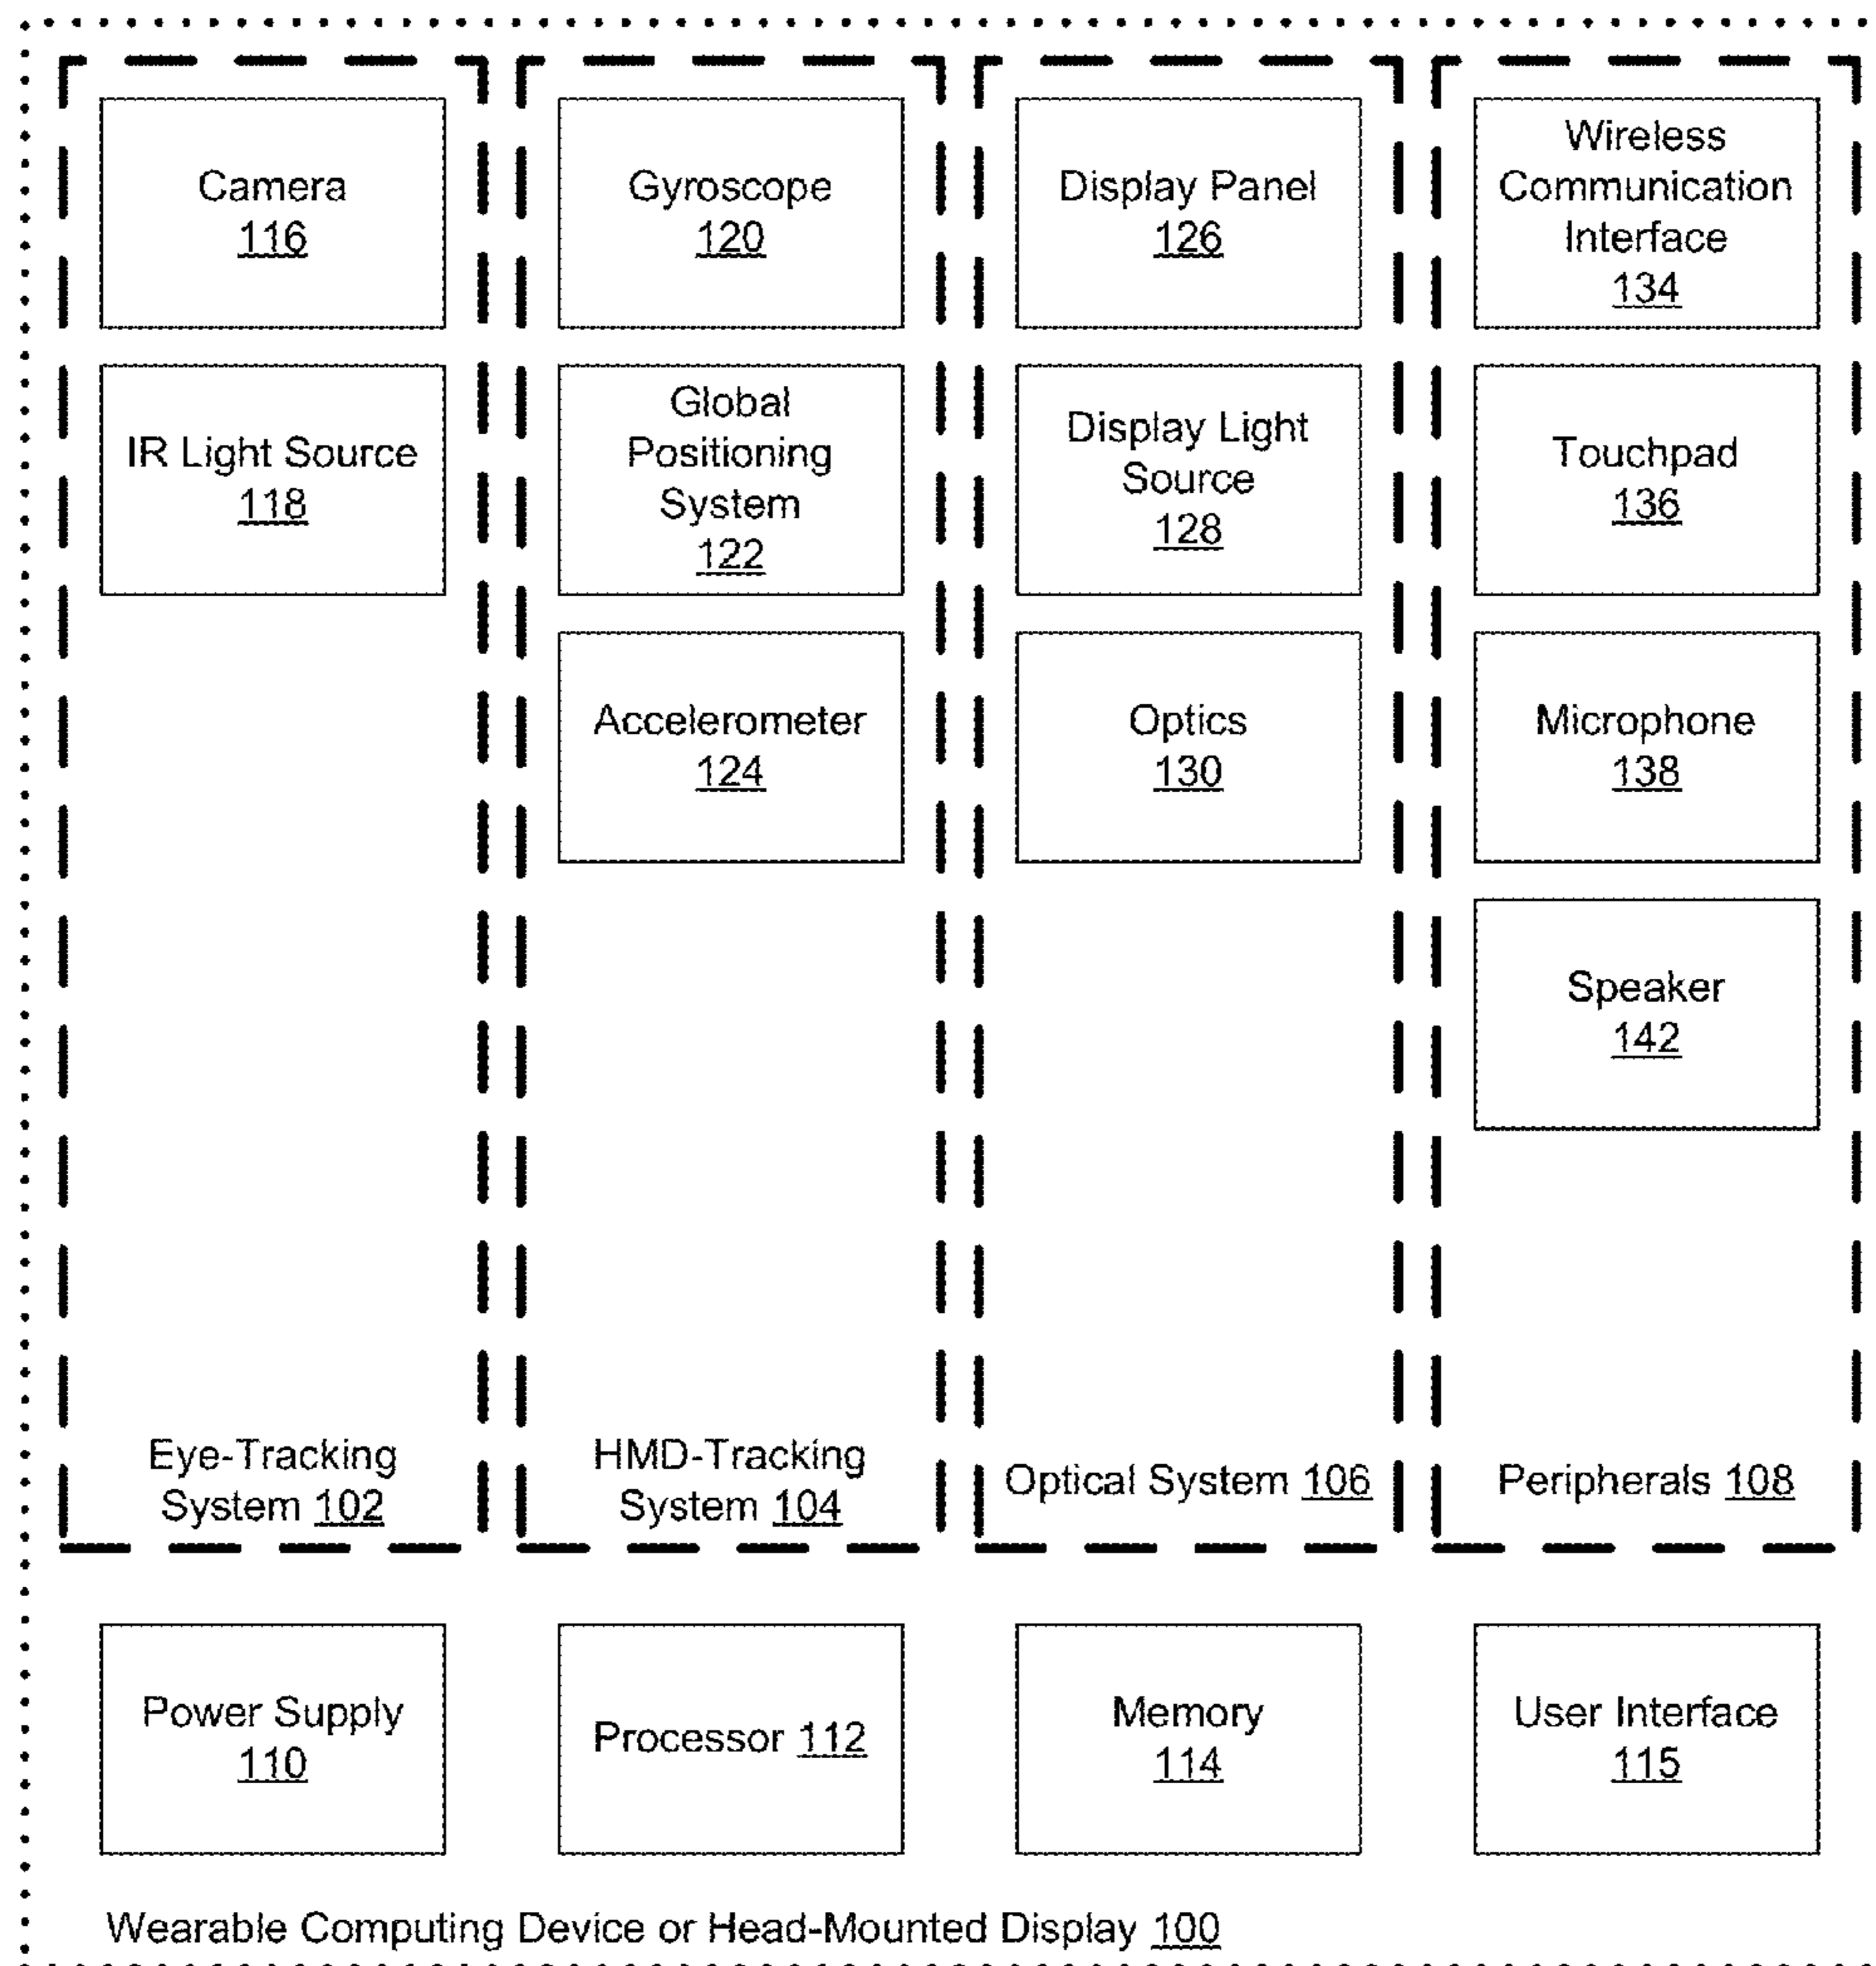 Camera
116
IR Light Source
118
Eye-Tracking
System 102
Gyroscope
120
Global
Positioning
System
122
Accelerometer
124
HMD-Tracking
System 104
Display Panel
126
Display Light
Source
128
Optics
130
Optical System 106
Wireless
Communication
Interface
134
Touchpad
136
Microphone
138
Speaker
142
Peripherals 108
Power Supply
110
Processor 112
Memory
114
User Interface
115
Wearable Computing Device or Head-Mounted Display 100